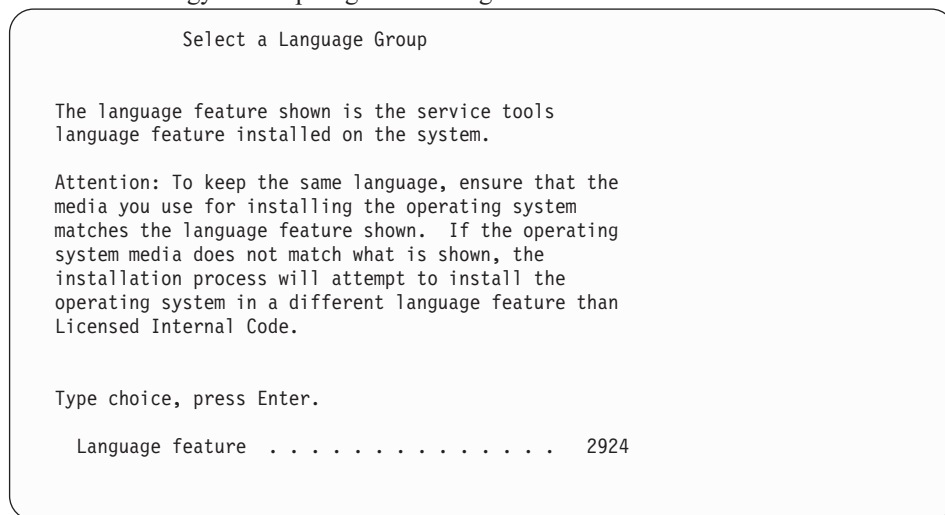 Select a Language Group
The language feature shown is the service tools
language feature installed on the system.
Attention: To keep the same language, ensure that the
media you use for installing the operating system
matches the language feature shown. If the operating
system media does not match what is shown, the
installation process will attempt to install the
operating system in a different language feature than
Licensed Internal Code.
Type choice, press Enter.
Language feature . . . . . . . . . . . . . . 2924